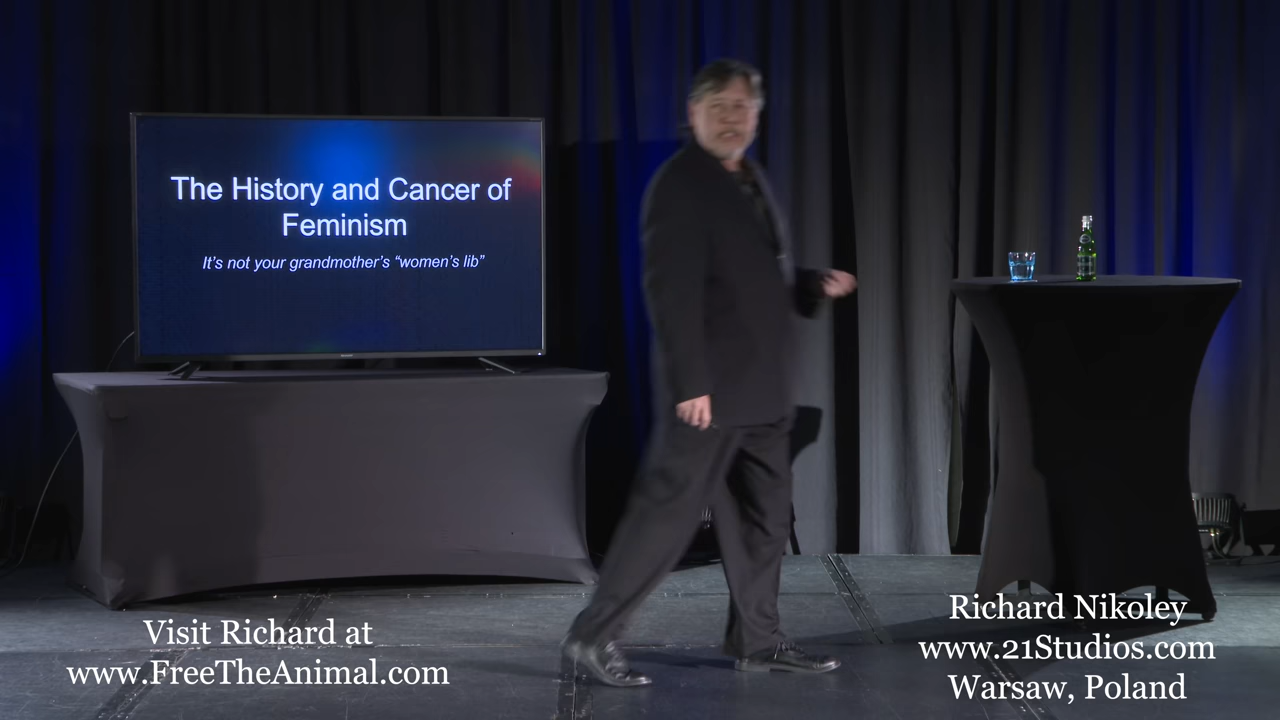 The History and Cancer of
Feminism
It's not your grandmother's “women's lib”
Visit Richard at
www.FreeTheAnimal.com
Richard Nikoley
www.21Studios.com
Warsaw, Poland